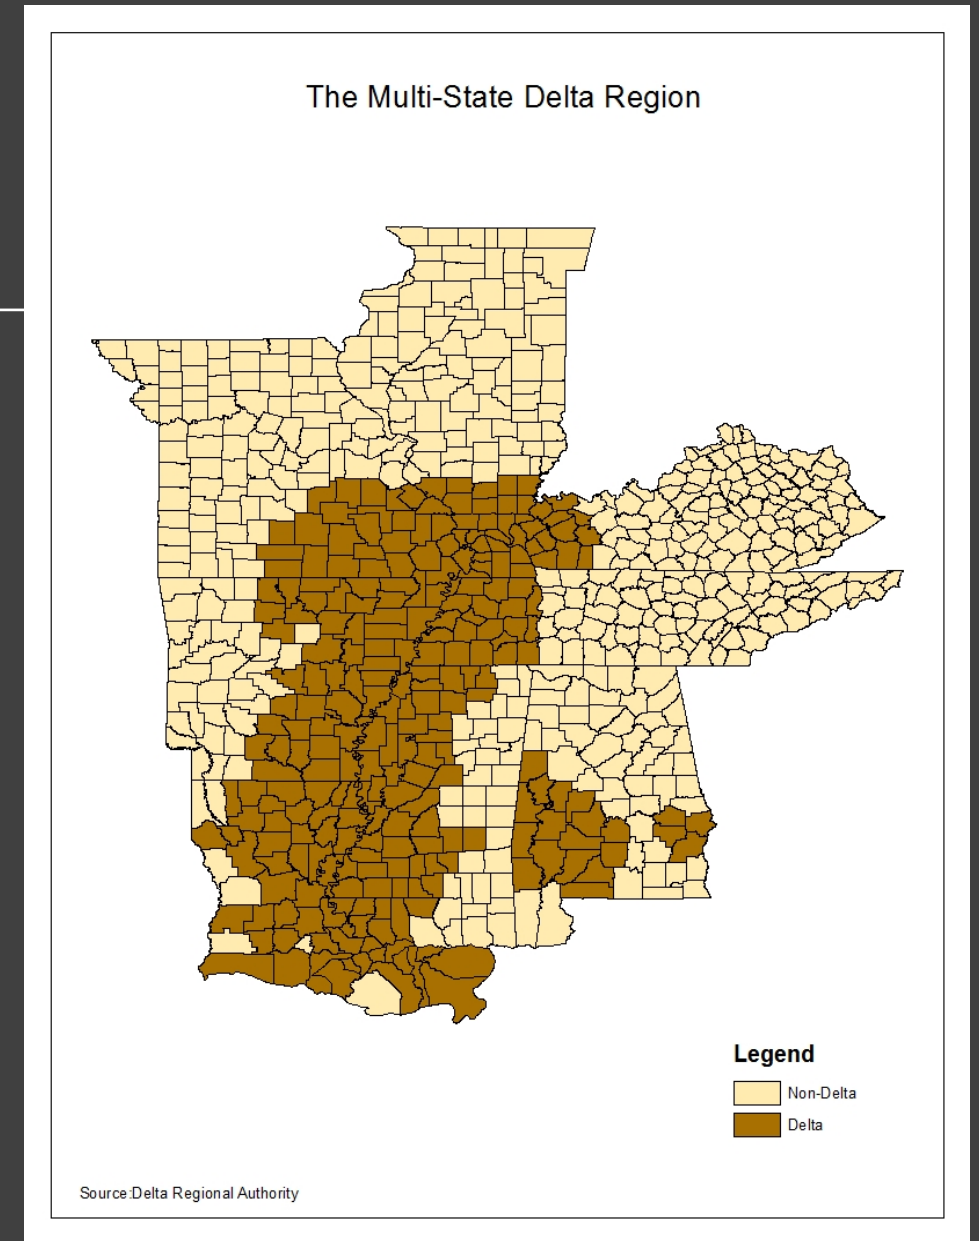 The Multi-State Delta Region
Legend
Non-Delta
Delta
Source:Delta Regional Authority